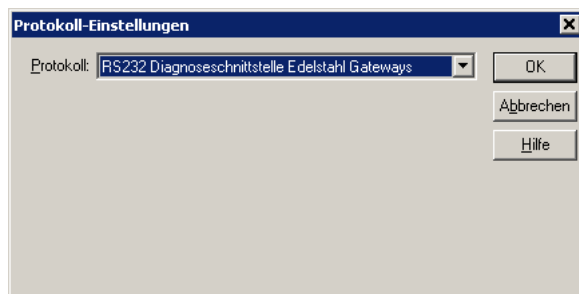 Protokoll-Einstellungen
Protokoll: RS232 Diagnoseschnittstelle Edelstahl Gateways
OK
Abbrechen
Hilfe